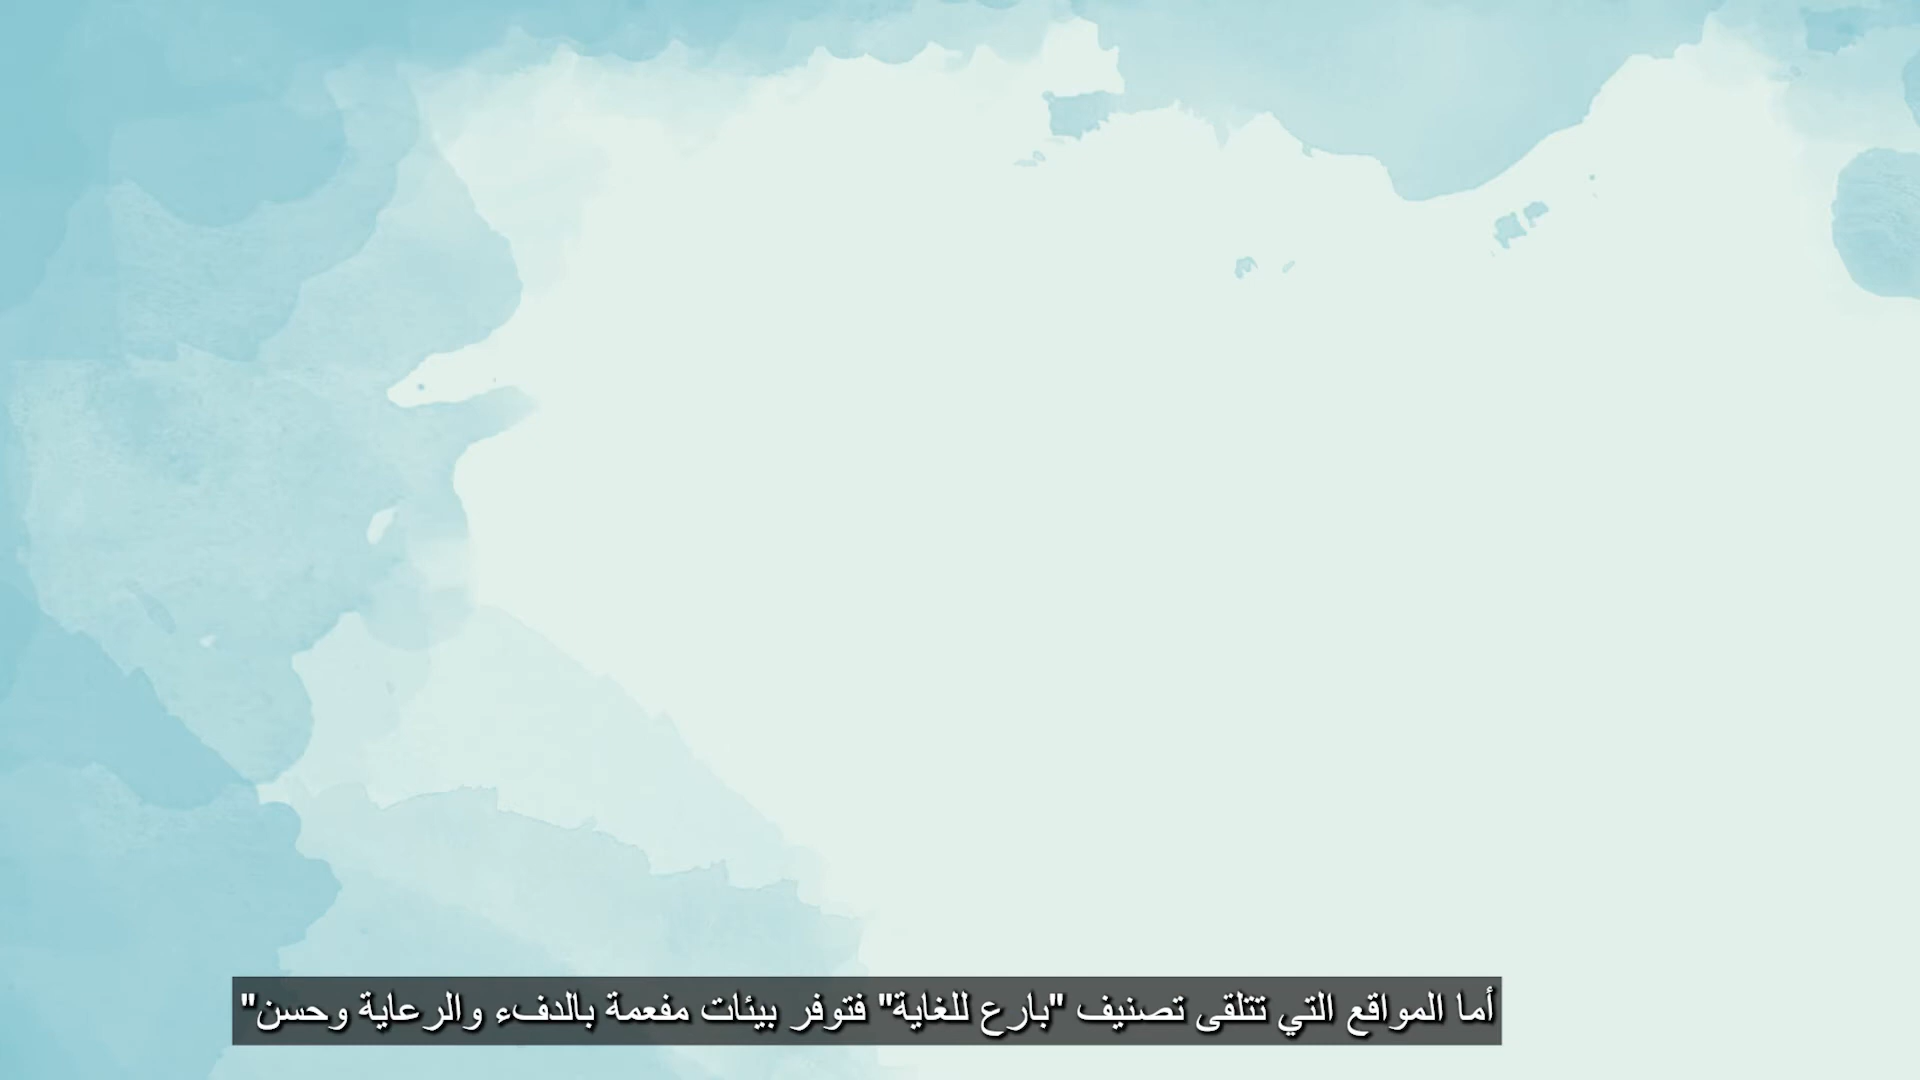 أما المواقع التي تتلقى تصنيف "بارع للغاية" فتوفر بيئات مفعمة بالدفء والرعاية وحسن"